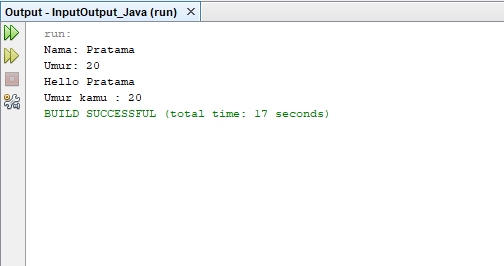 Output - InputOutput_Java (run) ×
run:
Nama: Pratama
Umur: 20
Hello Pratama
Umur kamu : 20
BUILD SUCCESSFUL (total time: 17 seconds)